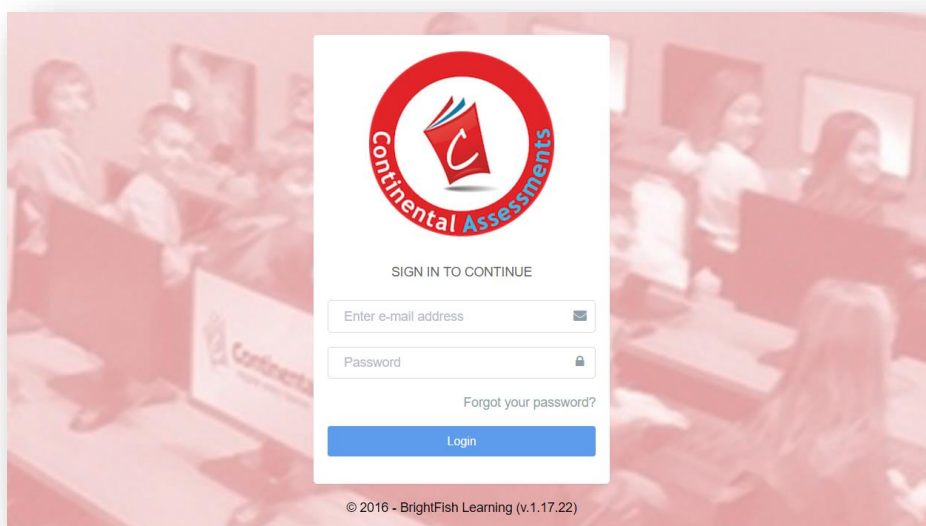 Continental Assessments
SIGN IN TO CONTINUE
Enter e-mail address
Password
Forgot your password?
Login
Continenta
© 2016 - BrightFish Learning (v.1.17.22)